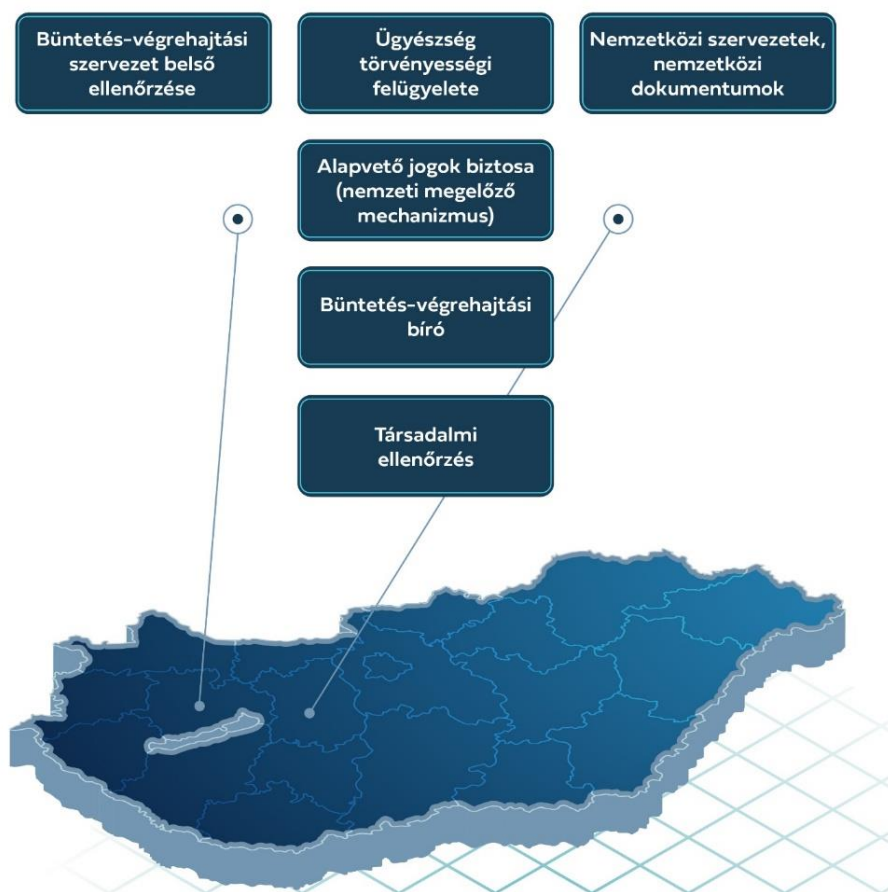 Büntetés-végrehajtási
szervezet belső
ellenőrzése
Ügyészség
törvényességi
felügyelete
Nemzetközi szervezetek,
nemzetközi
dokumentumok
Alapvető jogok biztosa
(nemzeti megelőző
mechanizmus)
Büntetés-végrehajtási
bíró
Társadalmi
ellenőrzés